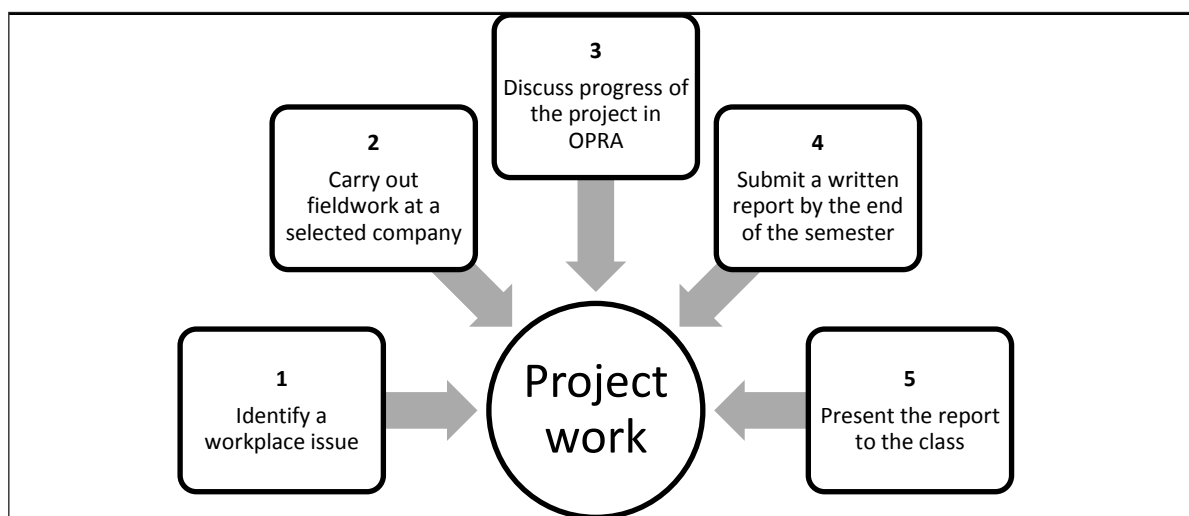 1
Identify a
workplace issue
2
Carry out
fieldwork at a
selected company
3
Discuss progress of
the project in
OPRA
4
Submit a written
report by the end
of the semester
5
Present the report
to the class
Project
work